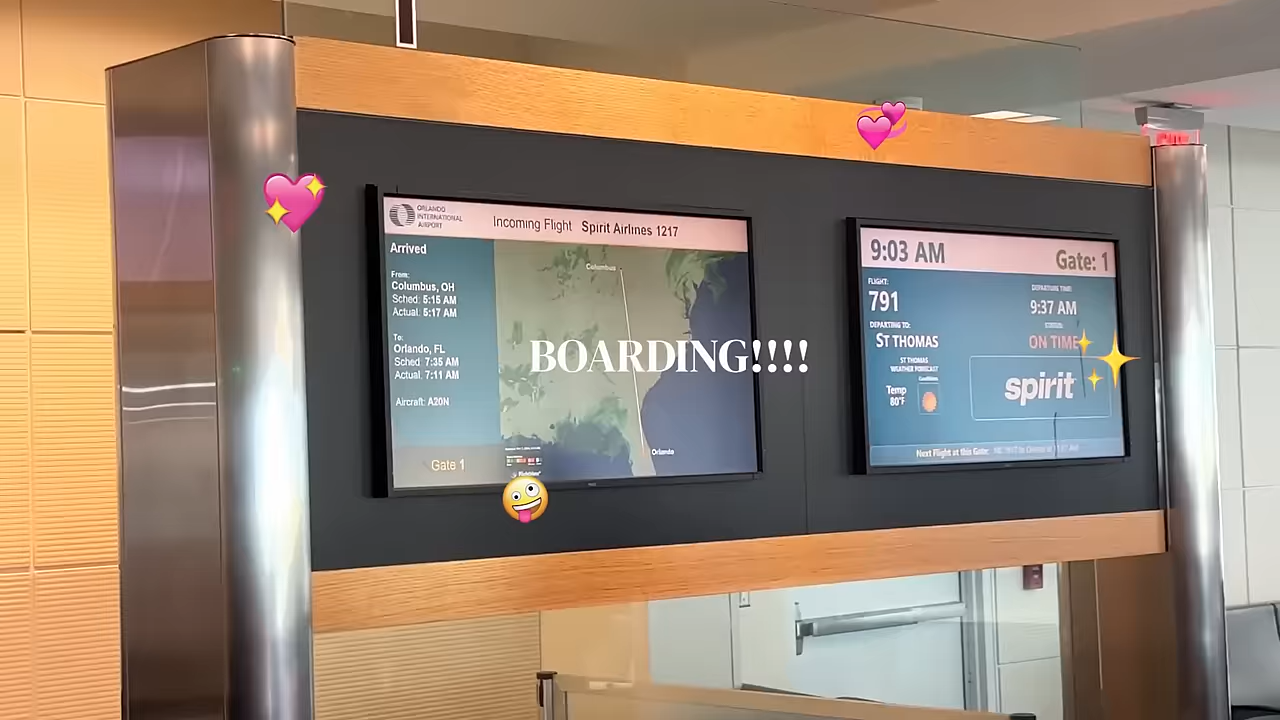 ORLANDO
INTERNATIONAL
AIRPORT
Incoming Flight Spirit Airlines 1217
Arrived
From:
Columbus, OH
Sched: 5:15 AM
Actual: 5:17 AM
To:
Orlando, FL
Sched: 7:35 AM
Actual: 7:11 AM
Aircraft: A20N
Gate 1
Columbus
Orlando
BOARDING!!!!
9:03 AM Gate: 1
FLIGHT:
791
DEPARTURE TIME:
9:37 AM
DEPARTING TO:
ST THOMAS
STATUS:
ON TIME
ST THOMAS
WEATHER FORECAST
Conditions
Temp
80°F
spirit
Next Flight at this Gate: